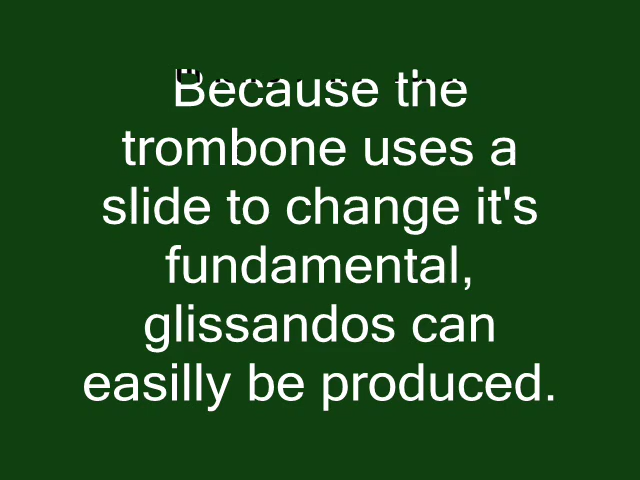 Because the
trombone uses a
slide to change it's
fundamental,
glissandos can
easilly be produced.